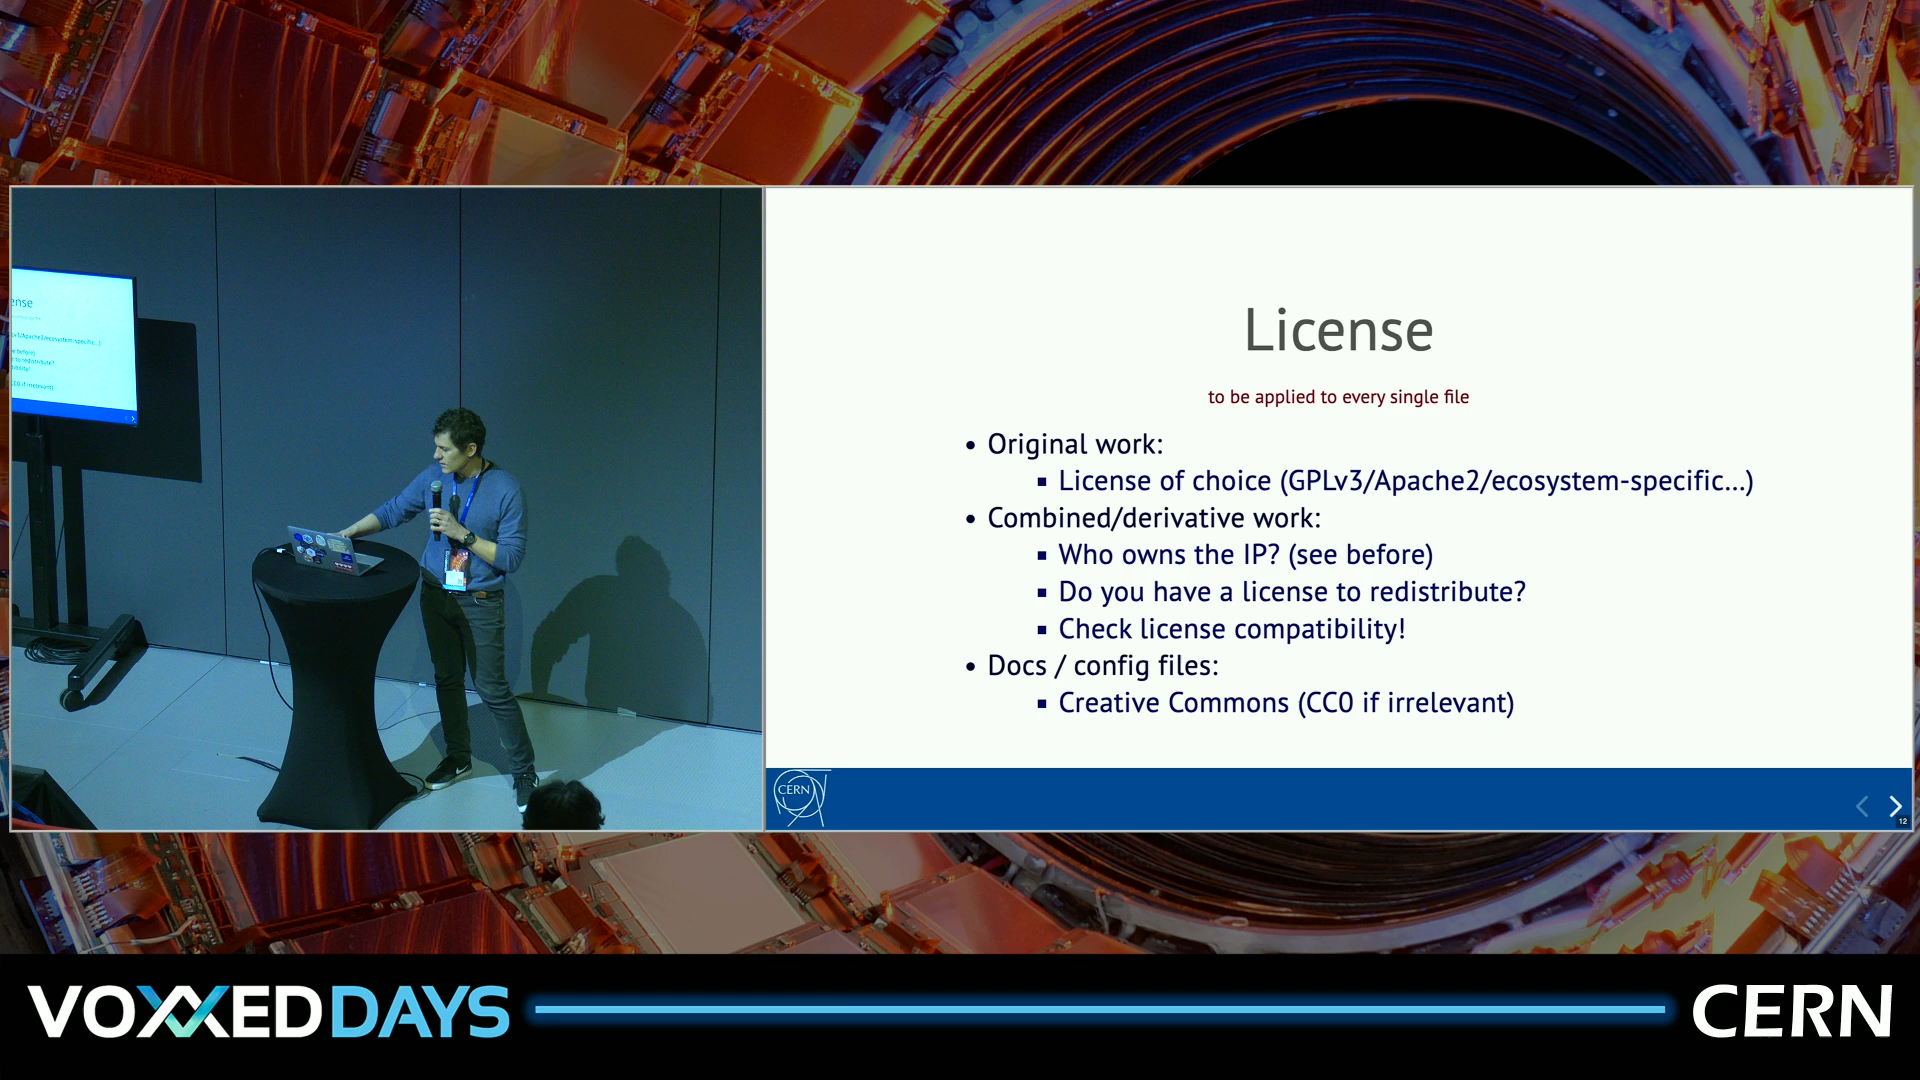 License
to be applied to every single file
• Original work:
▪ License of choice (GPLv3/Apache2/ecosystem-specific...)
• Combined/derivative work:
▪ Who owns the IP? (see before)
▪ Do you have a license to redistribute?
▪ Check license compatibility!
• Docs / config files:
▪ Creative Commons (CC0 if irrelevant)
CERN
12
VOXXEDDAYS
CERN